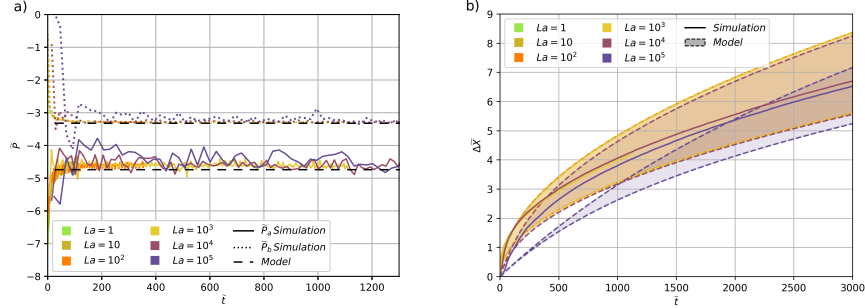 a)
0
−1
−2
−3
−4
−5
−6
−7
−8
P̃
La = 1
La = 10
La = 10²
La = 10³
La = 10⁴
La = 10⁵
P̃a Simulation
P̃b Simulation
Model
0 200 400 600 800 1000 1200
t̃
b)
9
8
7
6
5
4
3
2
1
0
ΔX̃
La = 1
La = 10
La = 10²
La = 10³
La = 10⁴
La = 10⁵
Simulation
Model
0 500 1000 1500 2000 2500 3000
t̃